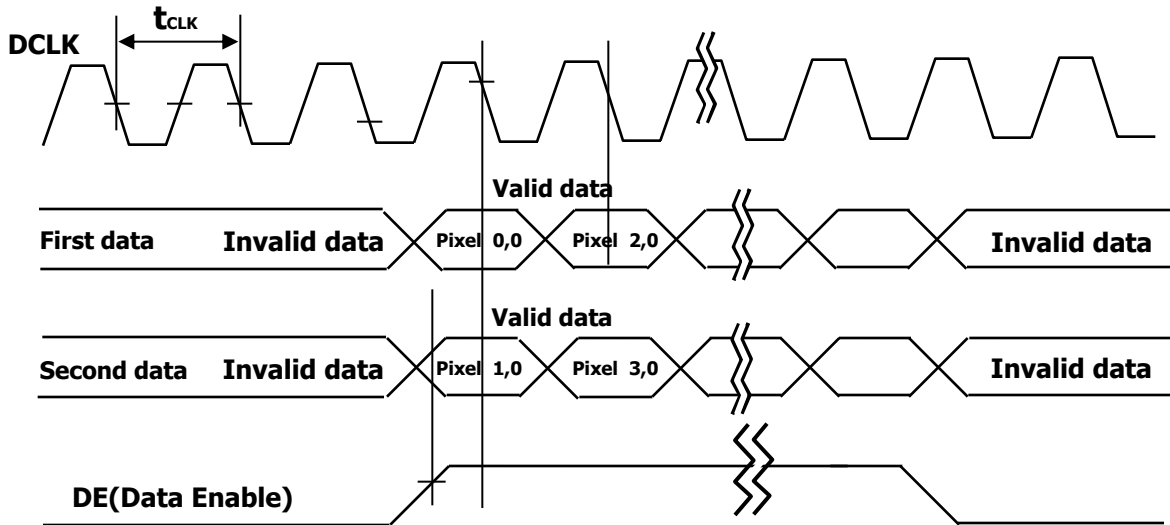 tCLK
DCLK
Valid data
First data Invalid data Pixel 0,0 Pixel 2,0 Invalid data
Valid data
Second data Invalid data Pixel 1,0 Pixel 3,0 Invalid data
DE(Data Enable)